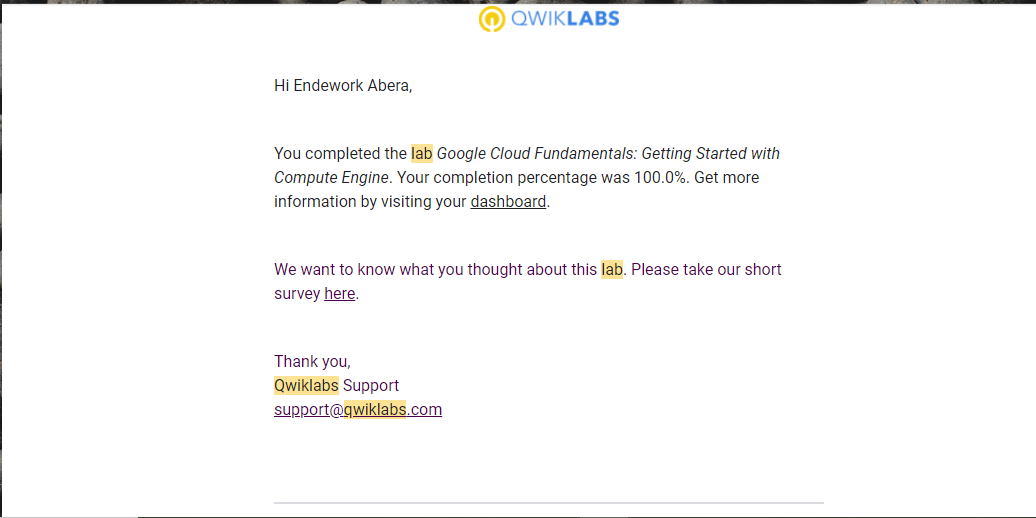 QWIKLABS
Hi Endework Abera,
You completed the lab Google Cloud Fundamentals: Getting Started with
Compute Engine. Your completion percentage was 100.0%. Get more
information by visiting your dashboard.
We want to know what you thought about this lab. Please take our short
survey here.
Thank you,
Qwiklabs Support
support@qwiklabs.com